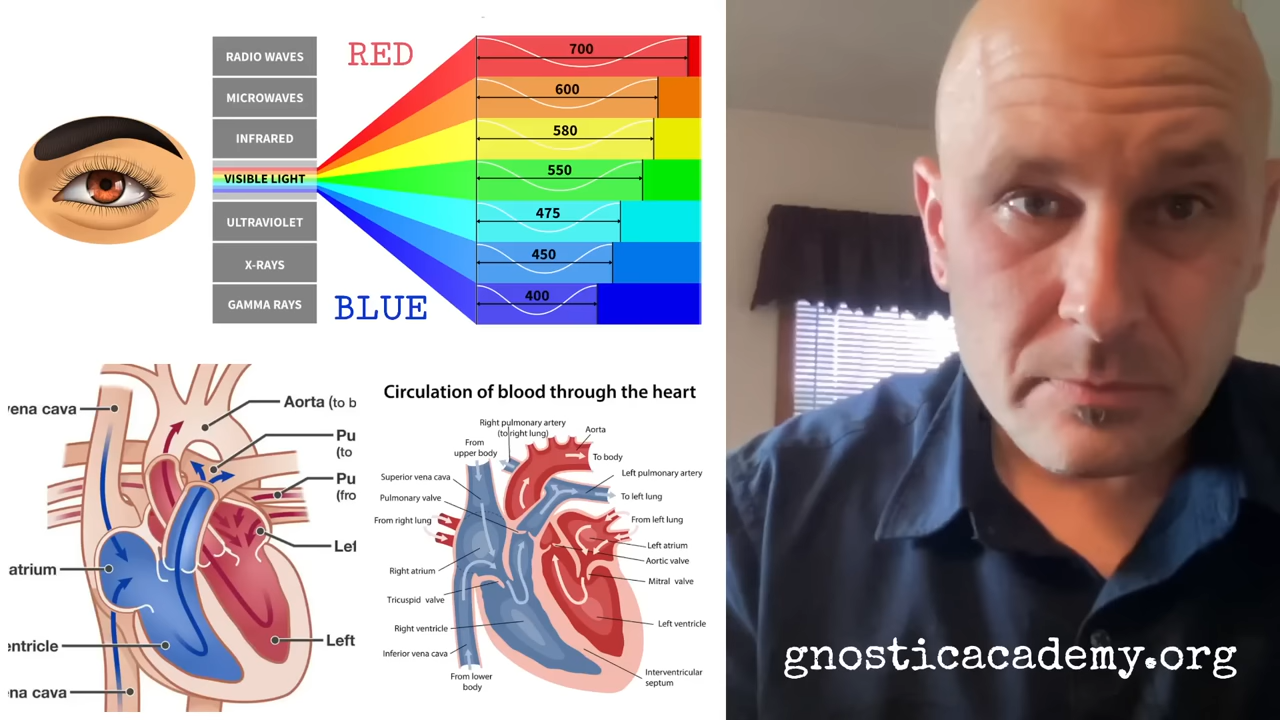 RED
RADIO WAVES
MICROWAVES
INFRARED
VISIBLE LIGHT
ULTRAVIOLET
X-RAYS
GAMMA RAYS
BLUE
700
600
580
550
475
450
400
vena cava
Aorta (to b
Pu
(to
Pu
(fro
Lef
atrium
entricle
Left
na cava
Circulation of blood through the heart
Right pulmonary artery
(to right lung)
Aorta
From
upper body
To body
Left pulmonary artery
Superior vena cava
To left lung
Pulmonary valve
From right lung
From left lung
Left atrium
Aortic valve
Right atrium
Mitral valve
Tricuspid valve
Left ventricle
Right ventricle
Inferior vena cava
Interventricular
septum
From lower
body
gnosticacademy.org